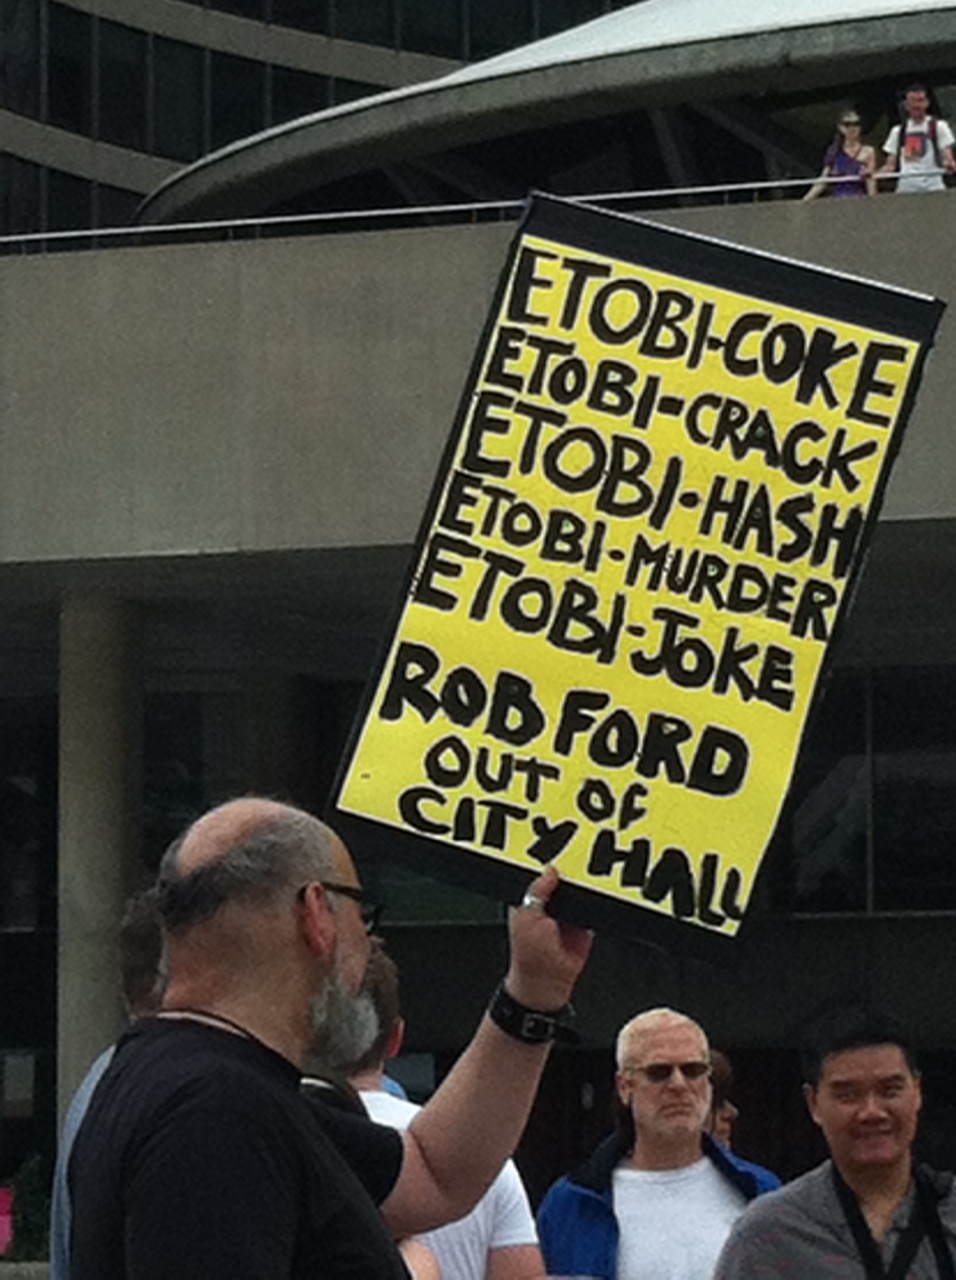 ETOBI-COKE
ETOBI-CRACK
ETOBI-HASH
ETOBI-MURDER
ETOBI-JOKE
ROB FORD
OUT OF
CITY HALL